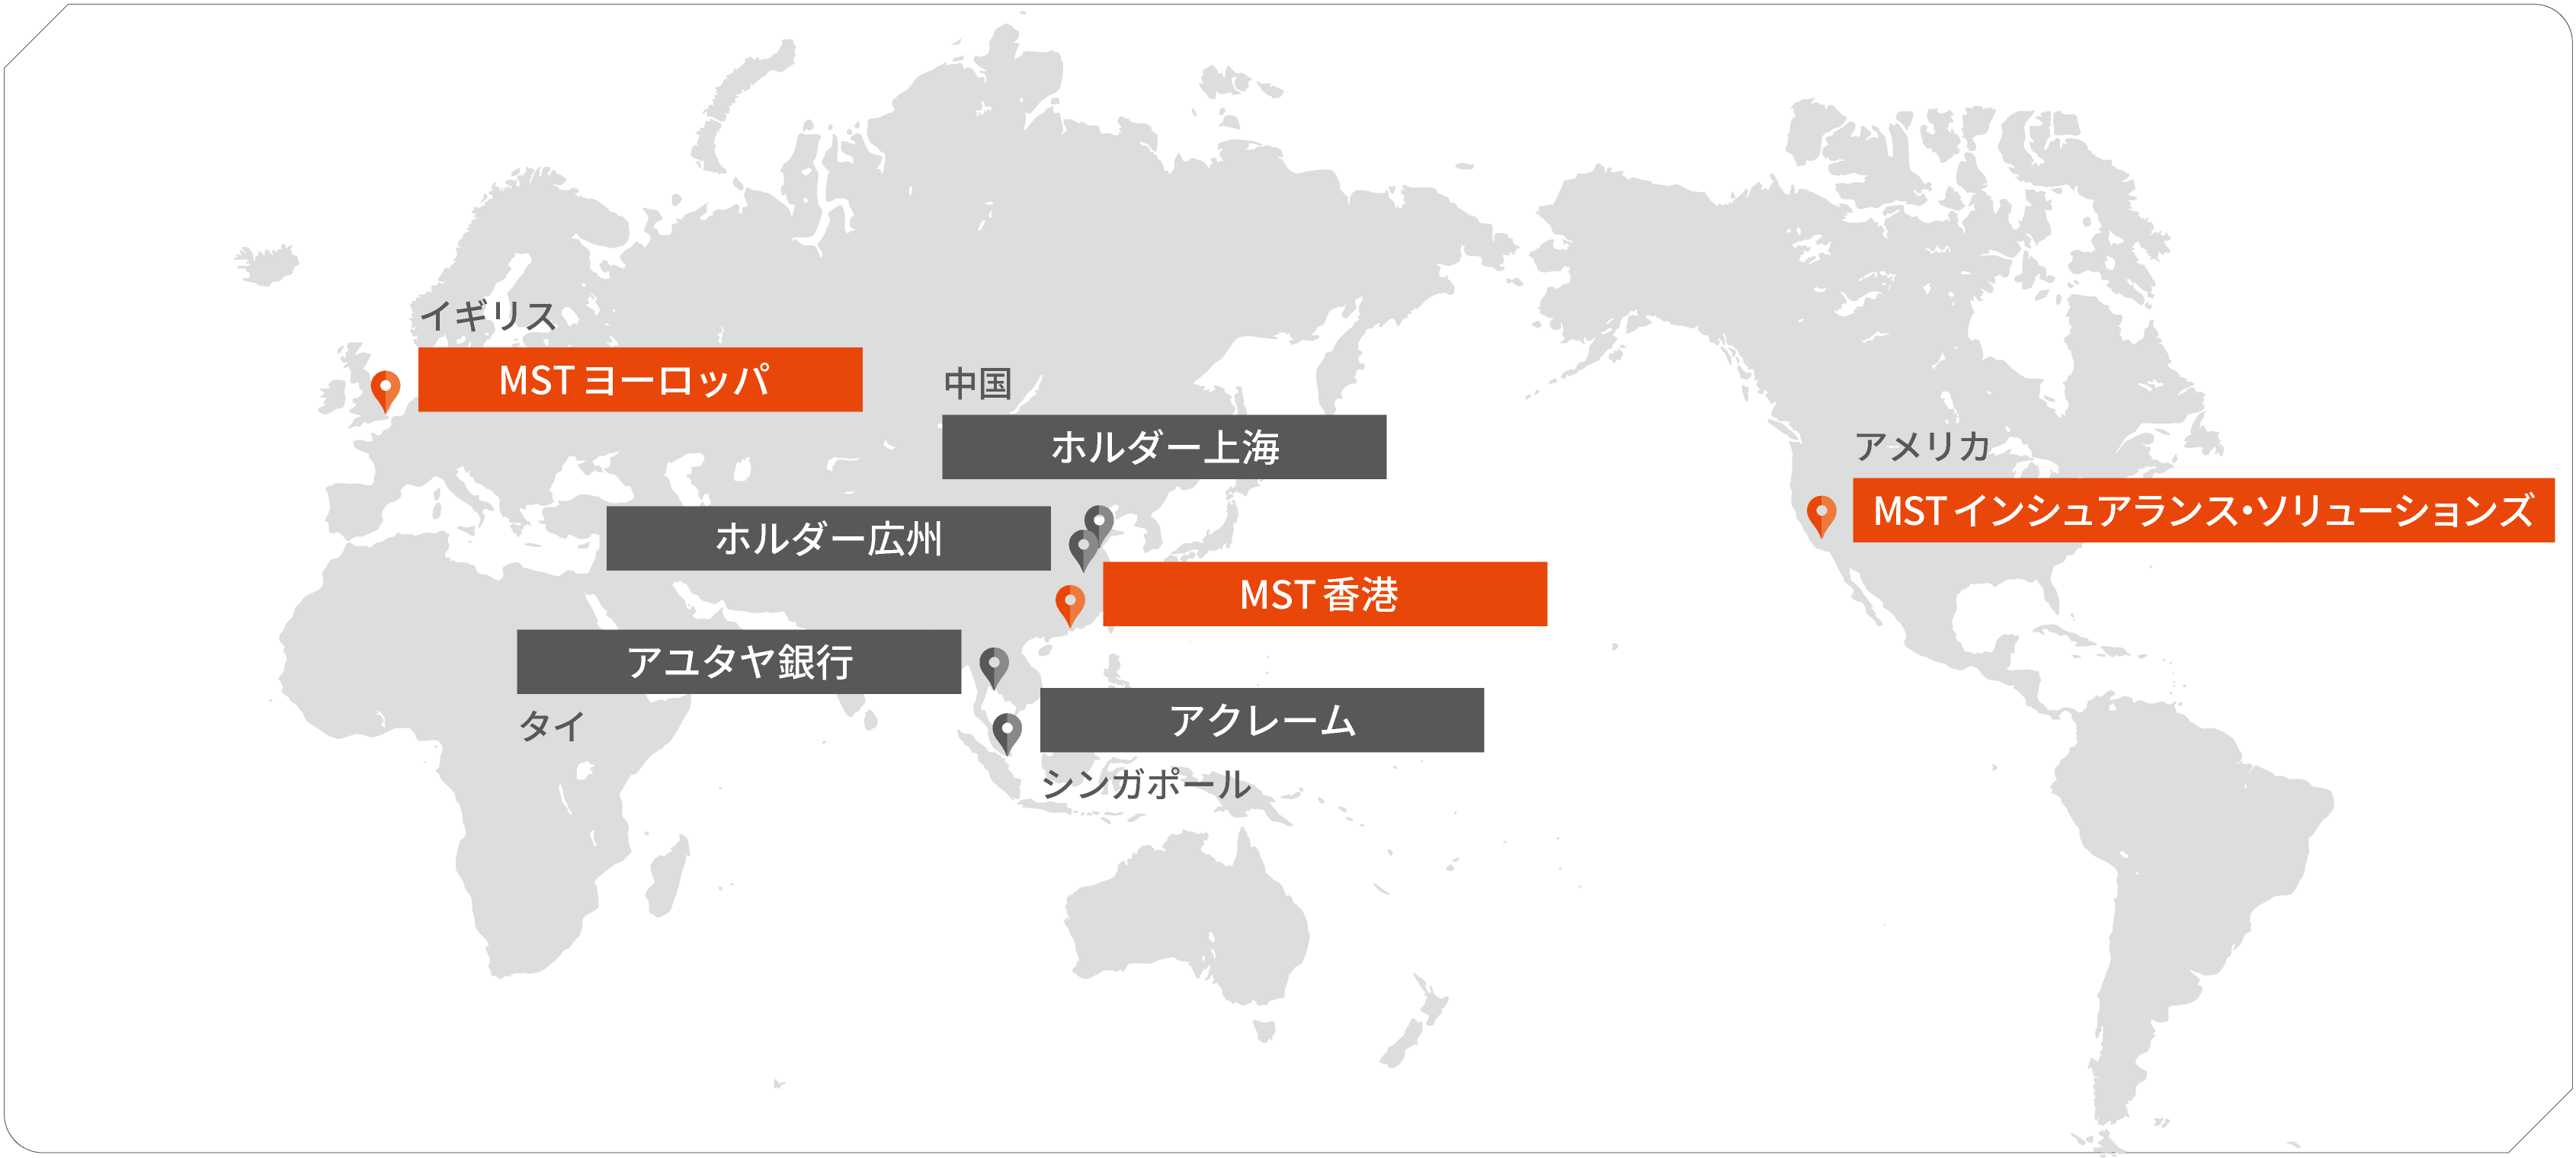 イギリス
MST ヨーロッパ
中国
ホルダー上海
アメリカ
MST インシュアランス・ソリューションズ
ホルダー広州
MST 香港
アユタヤ銀行
タイ
アクレーム
シンガポール